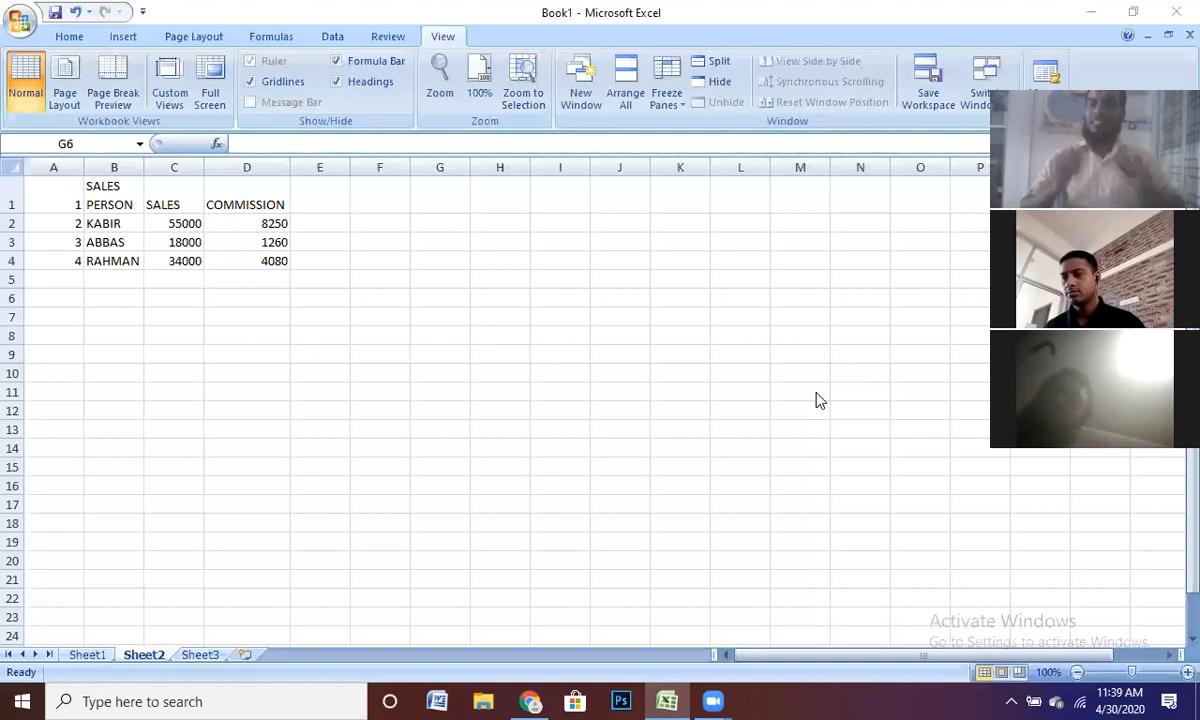 Book1 - Microsoft Excel
Home Insert Page Layout Formulas Data Review View
Normal
Page Layout
Page Break Preview
Custom Views
Full Screen
Workbook Views
Ruler
Formula Bar
Gridlines
Headings
Message Bar
Show/Hide
Zoom
100%
Zoom to Selection
Zoom
New Window
Arrange All
Freeze Panes
Split
Hide
Unhide
View Side by Side
Synchronous Scrolling
Reset Window Position
Save Workspace
Window
G6
fx
A B C D E F G H I J K L M N O P
SALES
1 1 PERSON SALES COMMISSION
2 2 KABIR 55000 8250
3 3 ABBAS 18000 1260
4 4 RAHMAN 34000 4080
5
6
7
8
9
10
11
12
13
14
15
16
17
18
19
20
21
22
23
24
Activate Windows
Go to Settings to activate Windows.
Sheet1 Sheet2 Sheet3
Ready
100%
Type here to search
11:39 AM
4/30/2020